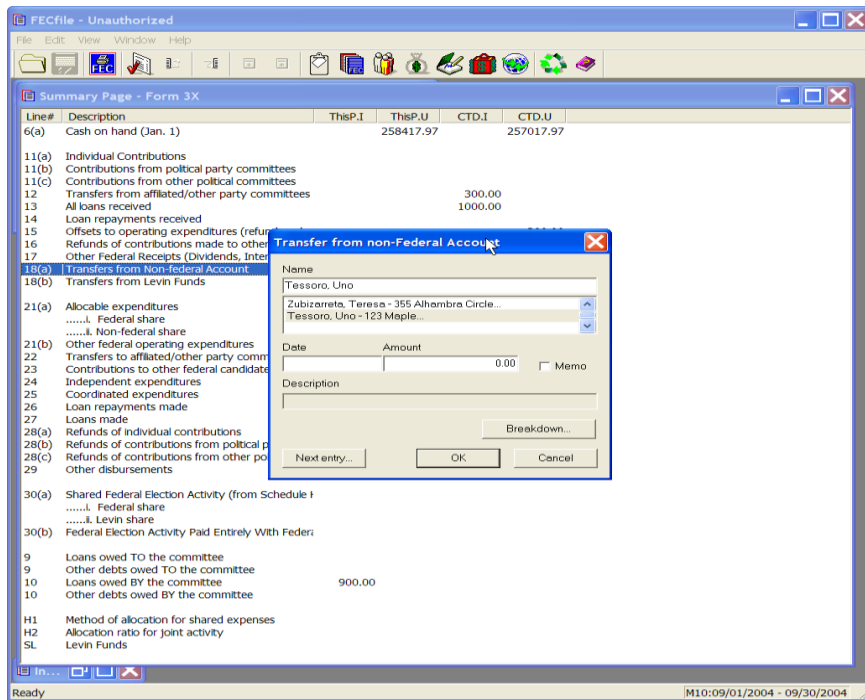 FECfile - Unauthorized
File Edit View Window Help
FEC
Summary Page - Form 3X
Line# Description ThisP.I ThisP.U CTD.I CTD.U
6(a) Cash on hand (Jan. 1) 258417.97 257017.97
11(a) Individual Contributions
11(b) Contributions from political party committees
11(c) Contributions from other political committees
12 Transfers from affiliated/other party committees 300.00
13 All loans received 1000.00
14 Loan repayments received
15 Offsets to operating expenditures
16 Refunds of contributions made to other
17 Other Federal Receipts (Dividends, Inter
18(a) Transfers from Non-federal Account
18(b) Transfers from Levin Funds
21(a) Allocable expenditures
......i. Federal share
......ii. Non-federal share
21(b) Other federal operating expenditures
22 Transfers to affiliated/other party comm
23 Contributions to other federal candidate
24 Independent expenditures
25 Coordinated expenditures
26 Loan repayments made
27 Loans made
28(a) Refunds of individual contributions
28(b) Refunds of contributions from political p
28(c) Refunds of contributions from other po
29 Other disbursements
30(a) Shared Federal Election Activity (from Schedule H
......i. Federal share
......ii. Levin share
30(b) Federal Election Activity Paid Entirely With Federa
9 Loans owed TO the committee
9 Other debts owed TO the committee
10 Loans owed BY the committee 900.00
10 Other debts owed BY the committee
H1 Method of allocation for shared expenses
H2 Allocation ratio for joint activity
SL Levin Funds
Transfer from non-Federal Account
Name
Tessoro, Uno
Zubizarreta, Teresa - 355 Alhambra Circle...
Tessoro, Uno - 123 Maple...
Date Amount
0.00 Memo
Description
Breakdown...
Next entry... OK Cancel
In...
Ready M10:09/01/2004 - 09/30/2004